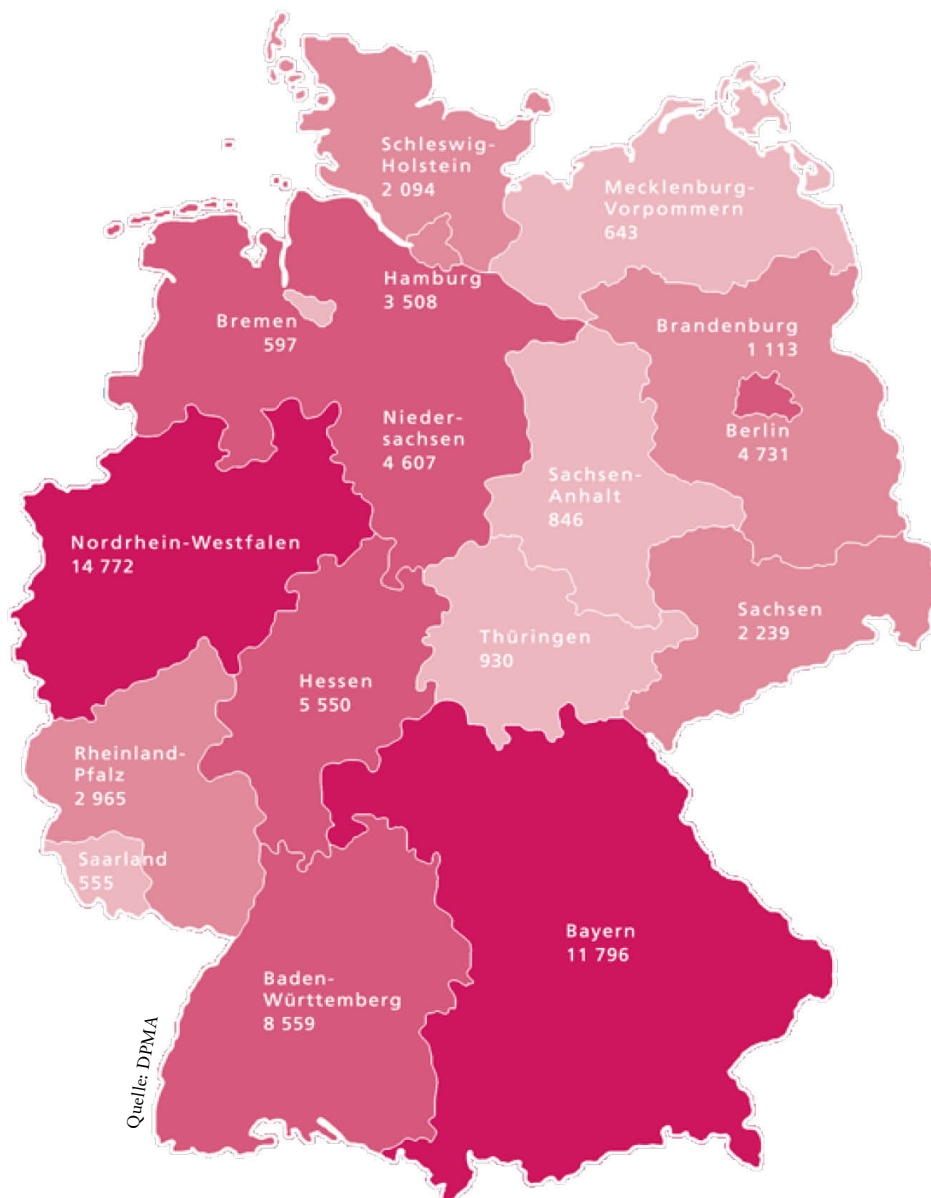 Schleswig-
Holstein
2 094
Mecklenburg-
Vorpommern
643
Hamburg
3 508
Bremen
597
Brandenburg
1 113
Berlin
4 731
Nieder-
sachsen
4 607
Sachsen-
Anhalt
846
Nordrhein-Westfalen
14 772
Sachsen
2 239
Thüringen
930
Hessen
5 550
Rheinland-
Pfalz
2 965
Saarland
555
Bayern
11 796
Baden-
Württemberg
8 559
Quelle: DPMA